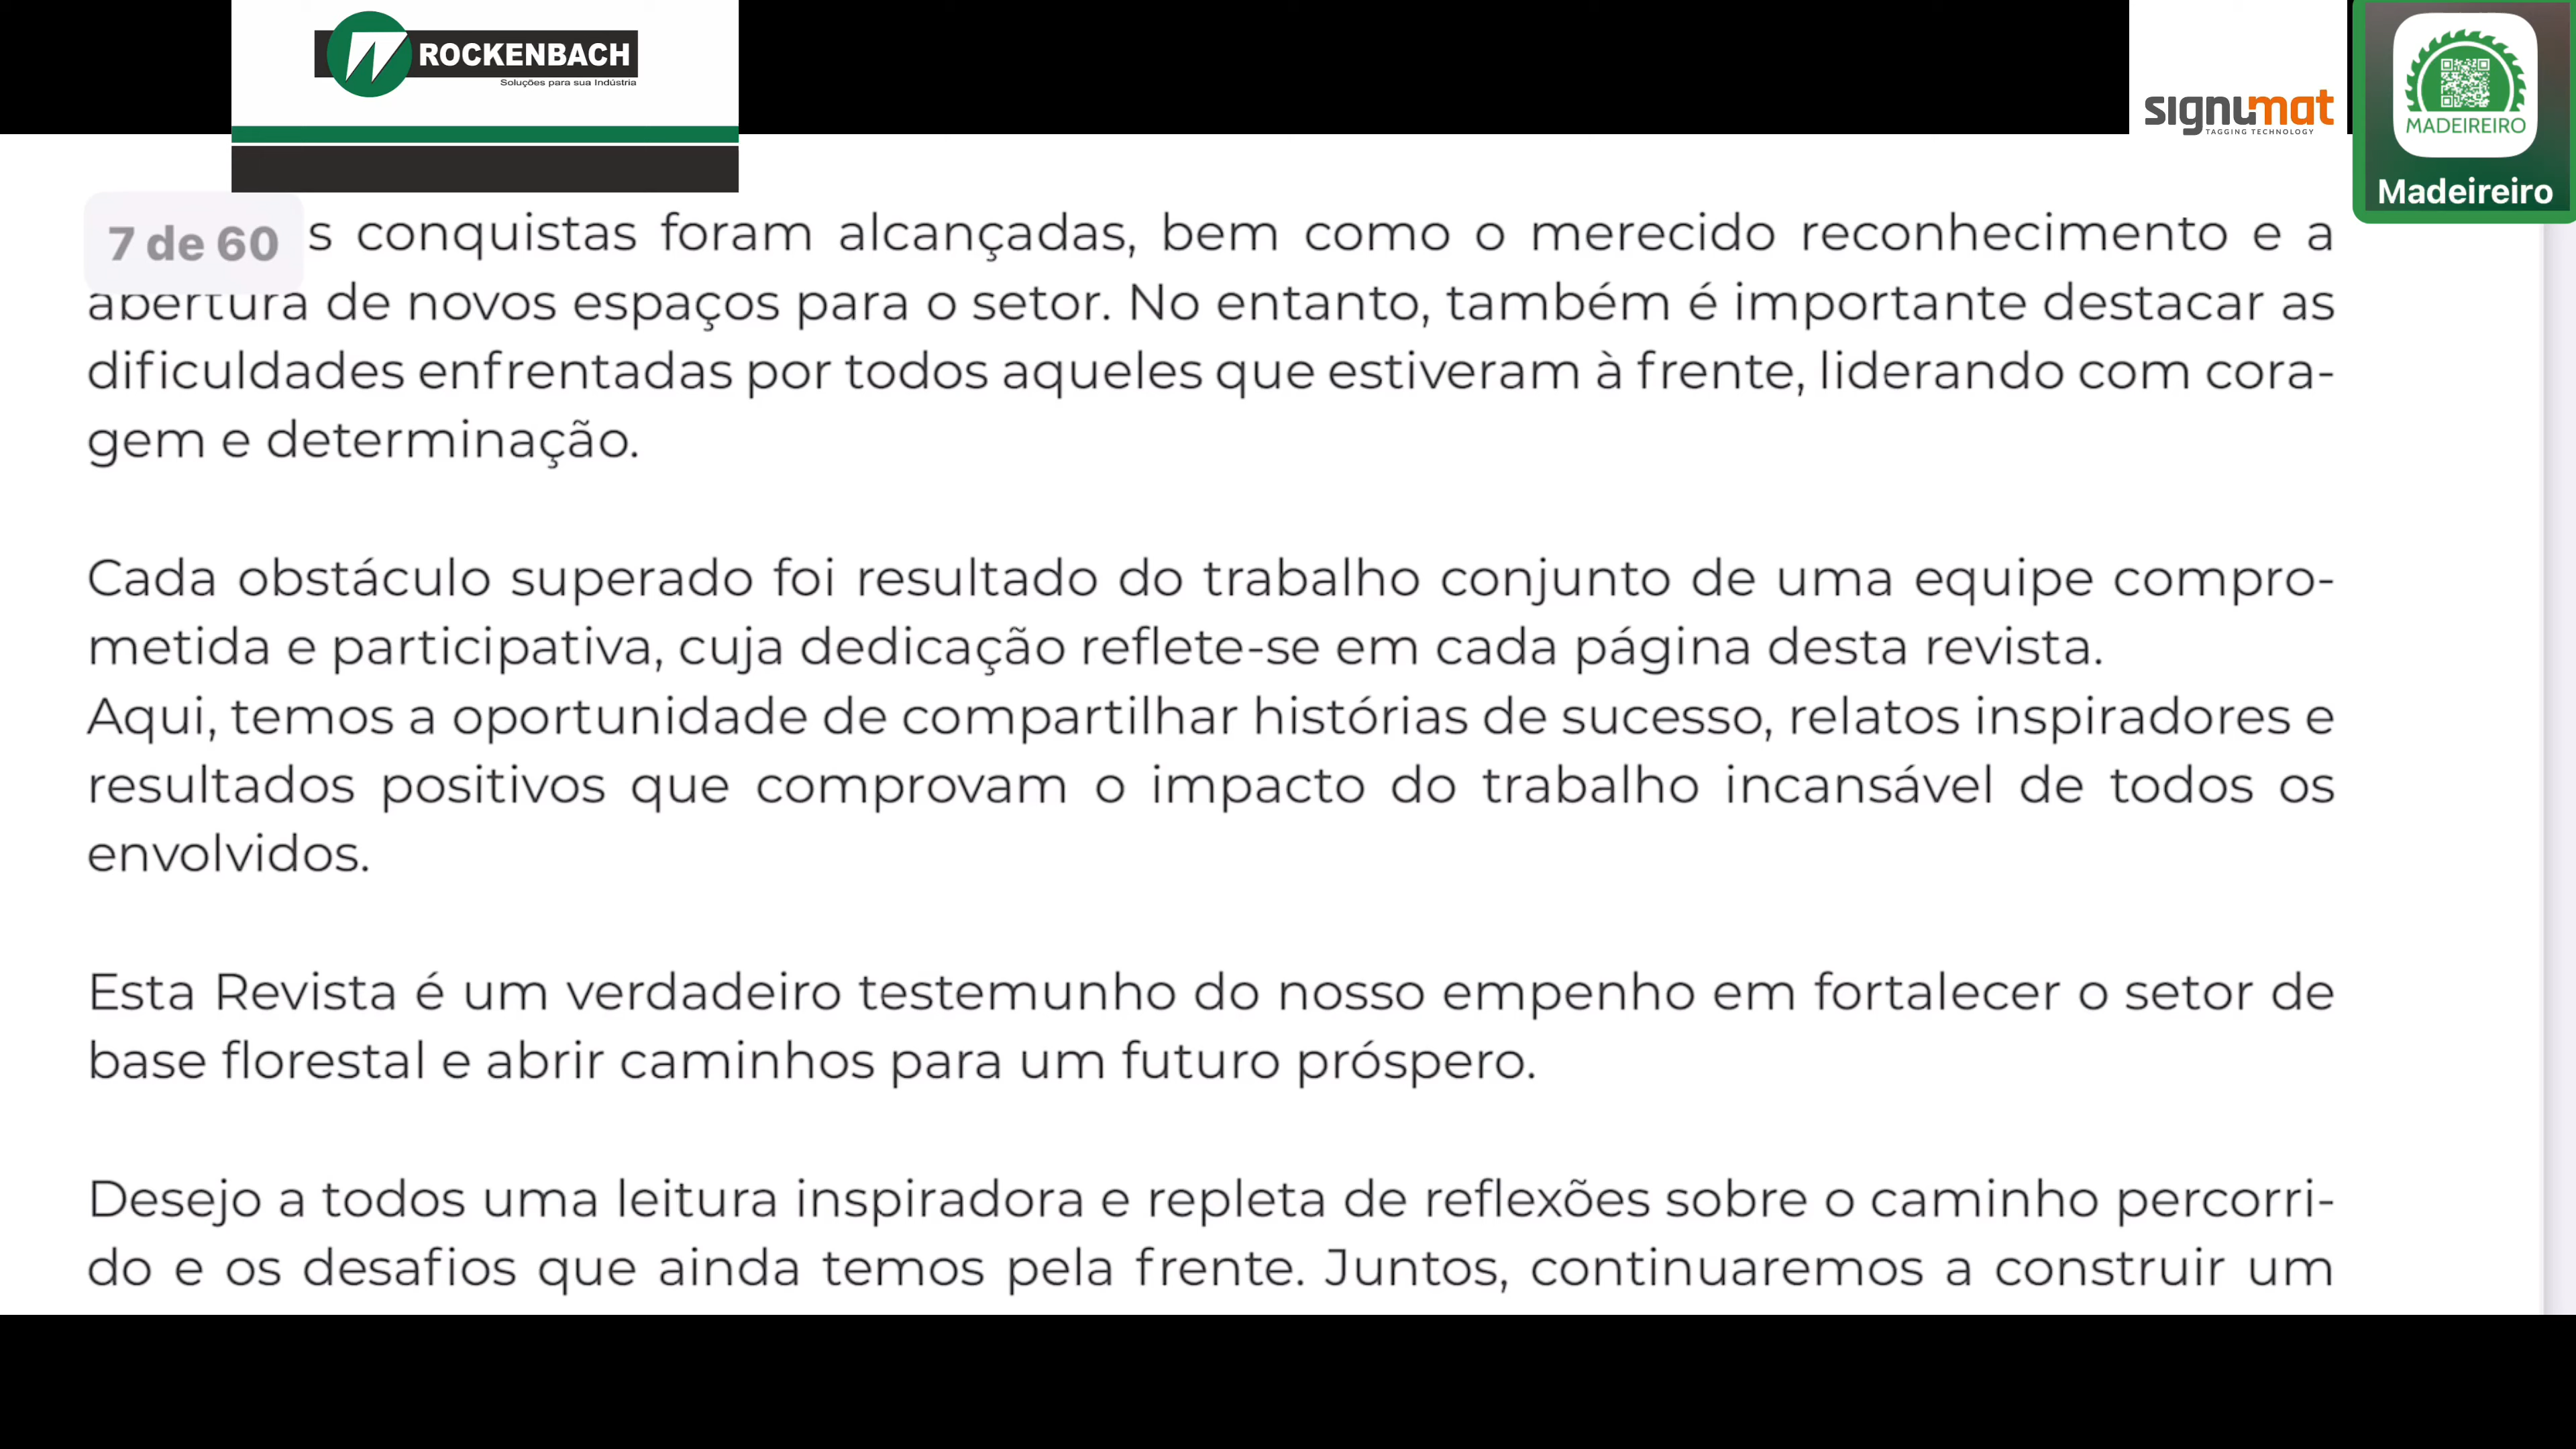 ROCKENBACH
Soluções para sua Indústria
signumat
TAGGING TECHNOLOGY
MADEIREIRO
Madeireiro
7 de 60
s conquistas foram alcançadas, bem como o merecido reconhecimento e a
abertura de novos espaços para o setor. No entanto, também é importante destacar as
dificuldades enfrentadas por todos aqueles que estiveram à frente, liderando com cora-
gem e determinação.
Cada obstáculo superado foi resultado do trabalho conjunto de uma equipe compro-
metida e participativa, cuja dedicação reflete-se em cada página desta revista.
Aqui, temos a oportunidade de compartilhar histórias de sucesso, relatos inspiradores e
resultados positivos que comprovam o impacto do trabalho incansável de todos os
envolvidos.
Esta Revista é um verdadeiro testemunho do nosso empenho em fortalecer o setor de
base florestal e abrir caminhos para um futuro próspero.
Desejo a todos uma leitura inspiradora e repleta de reflexões sobre o caminho percorri-
do e os desafios que ainda temos pela frente. Juntos, continuaremos a construir um